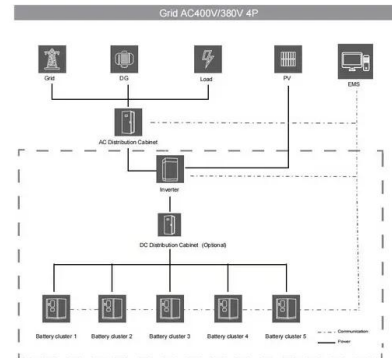 Grid AC400V/380V 4P
Grid
DG
Load
PV
EMS
AC Distribution Cabinet
Inverter
DC Distribution Cabinet (Optional)
Battery cluster 1
Battery cluster 2
Battery cluster 3
Battery cluster 4
Battery cluster 5
Communication
Power